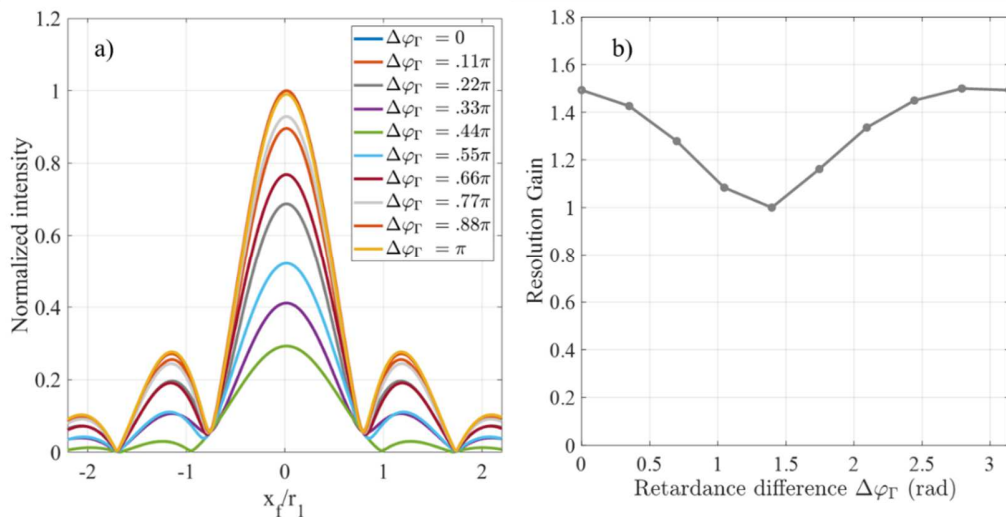 a)
Normalized intensity
1.2
1
0.8
0.6
0.4
0.2
0
-2 -1 0 1 2
x_f/r_1
Δφ_Γ = 0
Δφ_Γ = .11π
Δφ_Γ = .22π
Δφ_Γ = .33π
Δφ_Γ = .44π
Δφ_Γ = .55π
Δφ_Γ = .66π
Δφ_Γ = .77π
Δφ_Γ = .88π
Δφ_Γ = π
b)
Resolution Gain
1.8
1.6
1.4
1.2
1
0.8
0.6
0.4
0.2
0
0 0.5 1 1.5 2 2.5 3
Retardance difference Δφ_Γ (rad)